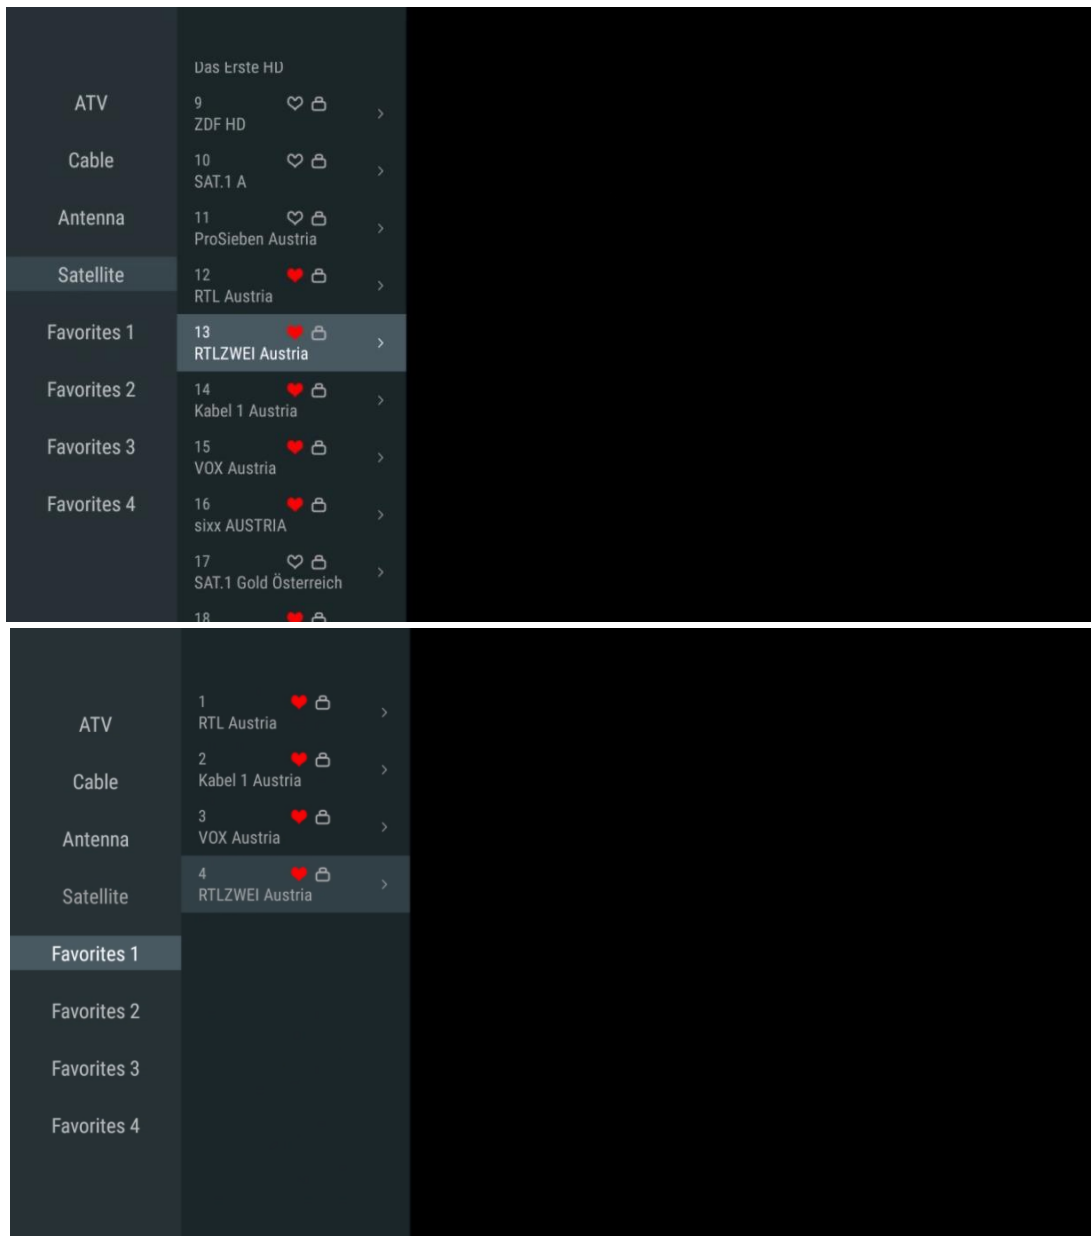 ATV
Cable
Antenna
Satellite
Favorites 1
Favorites 2
Favorites 3
Favorites 4
Das Erste HD
9
ZDF HD
10
SAT.1 A
11
ProSieben Austria
12
RTL Austria
13
RTLZWEI Austria
14
Kabel 1 Austria
15
VOX Austria
16
sixx AUSTRIA
17
SAT.1 Gold Österreich
18
ATV
Cable
Antenna
Satellite
Favorites 1
Favorites 2
Favorites 3
Favorites 4
1
RTL Austria
2
Kabel 1 Austria
3
VOX Austria
4
RTLZWEI Austria